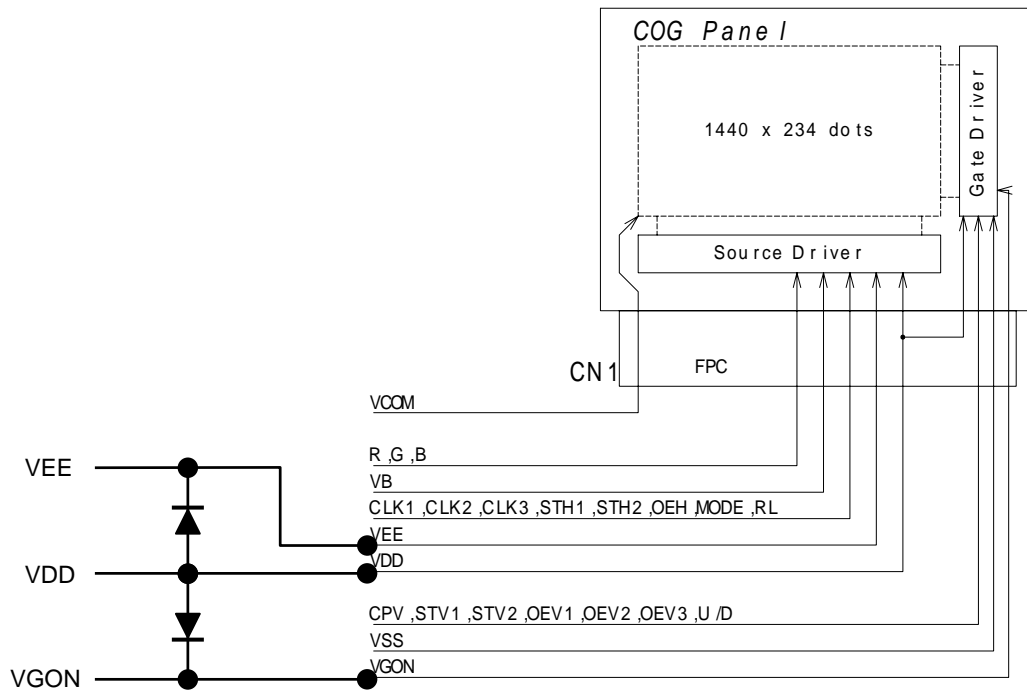 COG Panel
1440 x 234 dots
Gate Driver
Source Driver
CN1
FPC
VCOM
R ,G ,B
VB
CLK1 ,CLK2 ,CLK3 ,STH1 ,STH2 ,OEH ,MODE ,RL
VEE
VDD
CPV ,STV1 ,STV2 ,OEV1 ,OEV2 ,OEV3 ,U /D
VSS
VGON
VEE
VDD
VGON